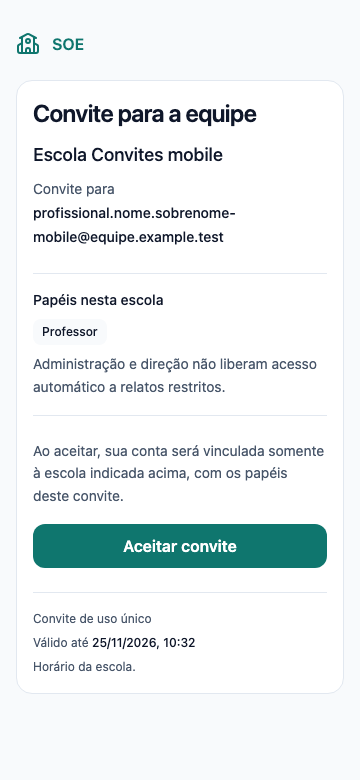 SOE
Convite para a equipe
Escola Convites mobile
Convite para
profissional.nome.sobrenome-
mobile@equipe.example.test
Papéis nesta escola
Professor
Administração e direção não liberam acesso
automático a relatos restritos.
Ao aceitar, sua conta será vinculada somente
à escola indicada acima, com os papéis
deste convite.
Aceitar convite
Convite de uso único
Válido até 25/11/2026, 10:32
Horário da escola.